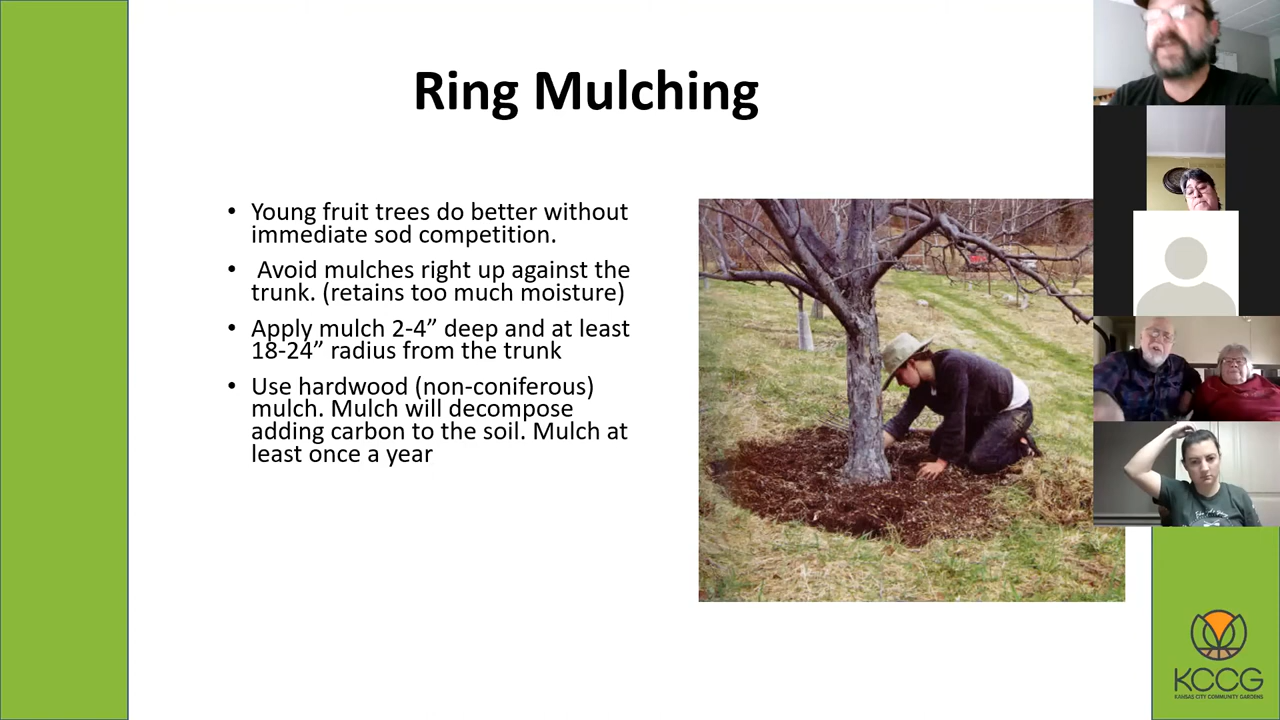 Ring Mulching
• Young fruit trees do better without
immediate sod competition.
• Avoid mulches right up against the
trunk. (retains too much moisture)
• Apply mulch 2-4” deep and at least
18-24” radius from the trunk
• Use hardwood (non-coniferous)
mulch. Mulch will decompose
adding carbon to the soil. Mulch at
least once a year
KCCG
KANSAS CITY COMMUNITY GARDENS